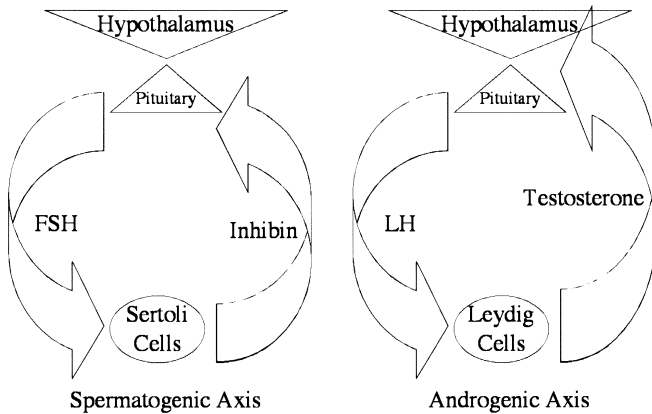 Hypothalamus
Pituitary
FSH
Inhibin
Sertoli
Cells
Spermatogenic Axis
Hypothalamus
Pituitary
LH
Testosterone
Leydig
Cells
Androgenic Axis